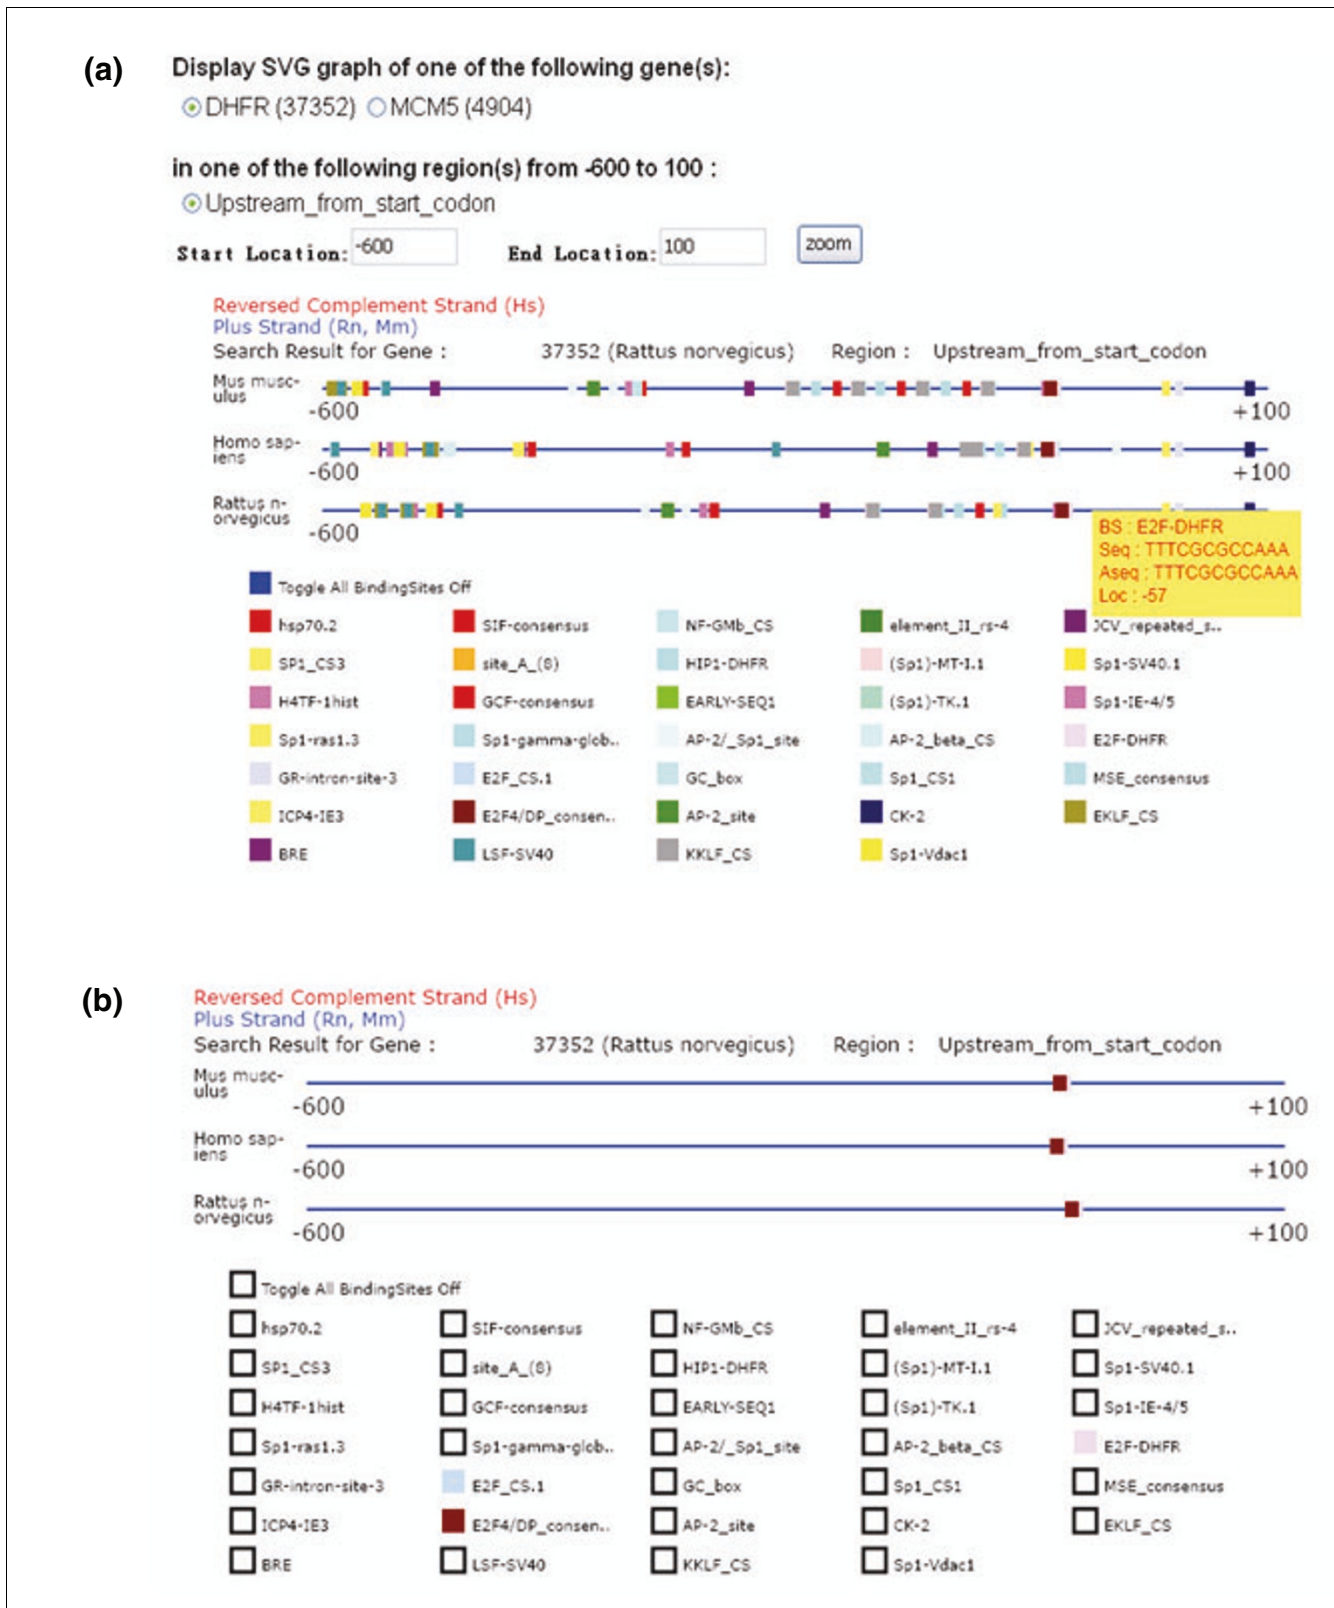 (a)
Display SVG graph of one of the following gene(s):
DHFR (37352) MCM5 (4904)
in one of the following region(s) from -600 to 100 :
Upstream_from_start_codon
Start Location: -600 End Location: 100 zoom
Reversed Complement Strand (Hs)
Plus Strand (Rn, Mm)
Search Result for Gene : 37352 (Rattus norvegicus) Region : Upstream_from_start_codon
Mus musc-
ulus
-600 +100
Homo sap-
iens
-600 +100
Rattus n-
orvegicus
-600
BS : E2F-DHFR
Seq : TTTCGCGCCAAA
Aseq : TTTCGCGCCAAA
Loc : -57
Toggle All BindingSites Off
hsp70.2 SIF-consensus NF-GMb_CS element_II_rs-4 JCV_repeated_s..
SP1_CS3 site_A_(8) HIP1-DHFR (Sp1)-MT-I.1 Sp1-SV40.1
H4TF-1hist GCF-consensus EARLY-SEQ1 (Sp1)-TK.1 Sp1-IE-4/5
Sp1-ras1.3 Sp1-gamma-glob.. AP-2/_Sp1_site AP-2_beta_CS E2F-DHFR
GR-intron-site-3 E2F_CS.1 GC_box Sp1_CS1 MSE_consensus
ICP4-IE3 E2F4/DP_consen.. AP-2_site CK-2 EKLF_CS
BRE LSF-SV40 KKLF_CS Sp1-Vdac1
(b)
Reversed Complement Strand (Hs)
Plus Strand (Rn, Mm)
Search Result for Gene : 37352 (Rattus norvegicus) Region : Upstream_from_start_codon
Mus musc-
ulus
-600 +100
Homo sap-
iens
-600 +100
Rattus n-
orvegicus
-600 +100
Toggle All BindingSites Off
hsp70.2 SIF-consensus NF-GMb_CS element_II_rs-4 JCV_repeated_s..
SP1_CS3 site_A_(8) HIP1-DHFR (Sp1)-MT-I.1 Sp1-SV40.1
H4TF-1hist GCF-consensus EARLY-SEQ1 (Sp1)-TK.1 Sp1-IE-4/5
Sp1-ras1.3 Sp1-gamma-glob.. AP-2/_Sp1_site AP-2_beta_CS E2F-DHFR
GR-intron-site-3 E2F_CS.1 GC_box Sp1_CS1 MSE_consensus
ICP4-IE3 E2F4/DP_consen.. AP-2_site CK-2 EKLF_CS
BRE LSF-SV40 KKLF_CS Sp1-Vdac1